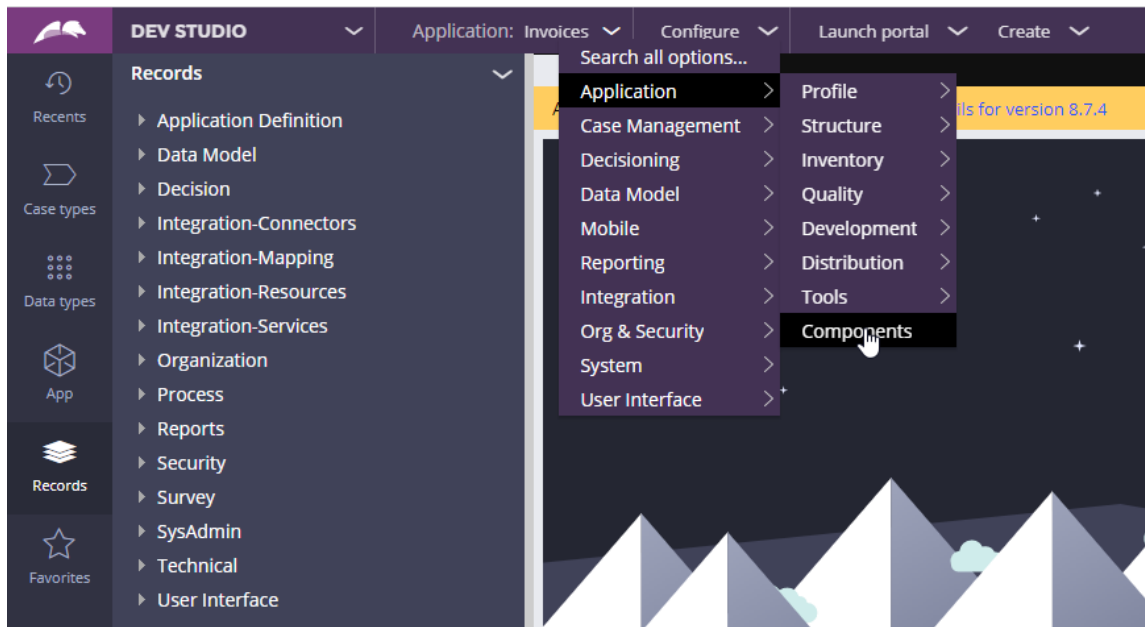 DEV STUDIO
Application: Invoices
Configure
Launch portal
Create
Recents
Case types
Data types
App
Records
Favorites
Records
Application Definition
Data Model
Decision
Integration-Connectors
Integration-Mapping
Integration-Resources
Integration-Services
Organization
Process
Reports
Security
Survey
SysAdmin
Technical
User Interface
Search all options...
Application
Case Management
Decisioning
Data Model
Mobile
Reporting
Integration
Org & Security
System
User Interface
Profile
Structure
Inventory
Quality
Development
Distribution
Tools
Components
for version 8.7.4